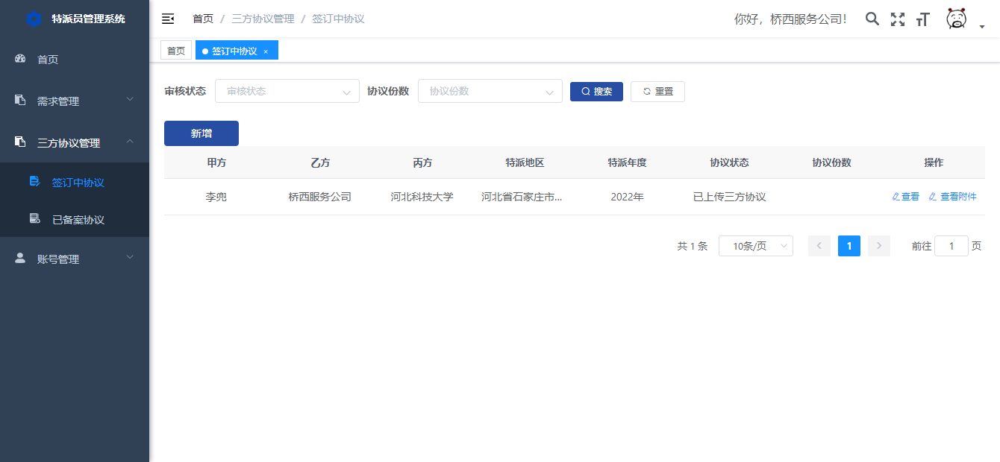 特派员管理系统
首页 / 三方协议管理 / 签订中协议
你好，桥西服务公司！
首页
签订中协议 ×
首页
需求管理
三方协议管理
签订中协议
已备案协议
账号管理
审核状态 审核状态 协议份数 协议份数 搜索 重置
新增
甲方 乙方 丙方 特派地区 特派年度 协议状态 协议份数 操作
李兜 桥西服务公司 河北科技大学 河北省石家庄市... 2022年 已上传三方协议 查看 查看附件
共 1 条 10条/页 1 前往 1 页